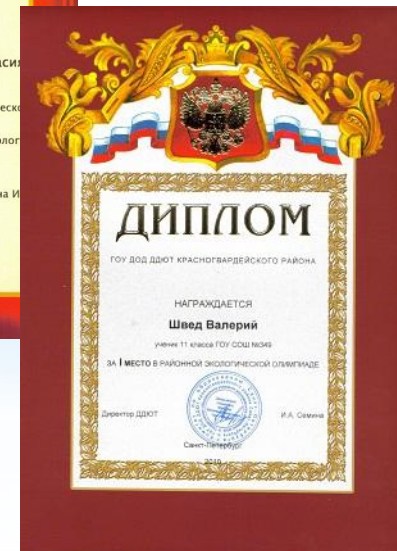 ДИПЛОМ
ГОУ ДОД ДДЮТ КРАСНОГВАРДЕЙСКОГО РАЙОНА
НАГРАЖДАЕТСЯ
Швед Валерий
ученик 11 класса ГОУ СОШ №349
ЗА I МЕСТО В РАЙОННОЙ ЭКОЛОГИЧЕСКОЙ ОЛИМПИАДЕ
Директор ДДЮТ
И.А. Семина
Санкт-Петербург
2010